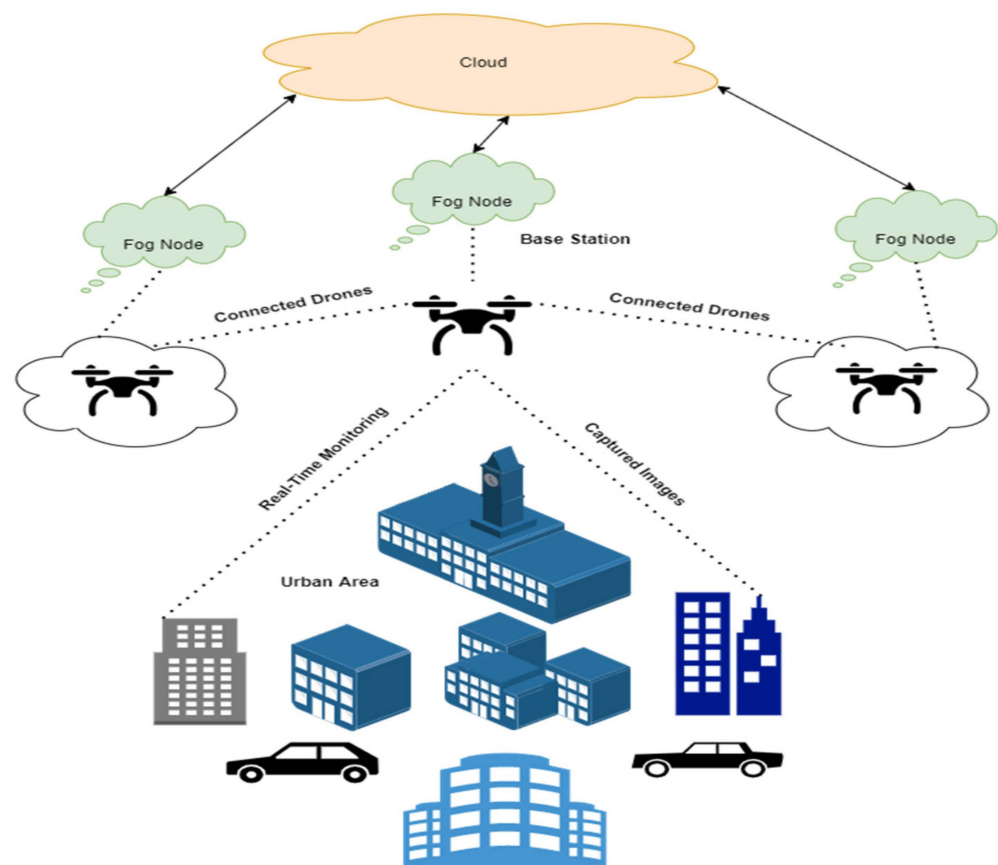 Cloud
Fog Node
Fog Node
Fog Node
Base Station
Connected Drones
Connected Drones
Real-Time Monitoring
Captured Images
Urban Area